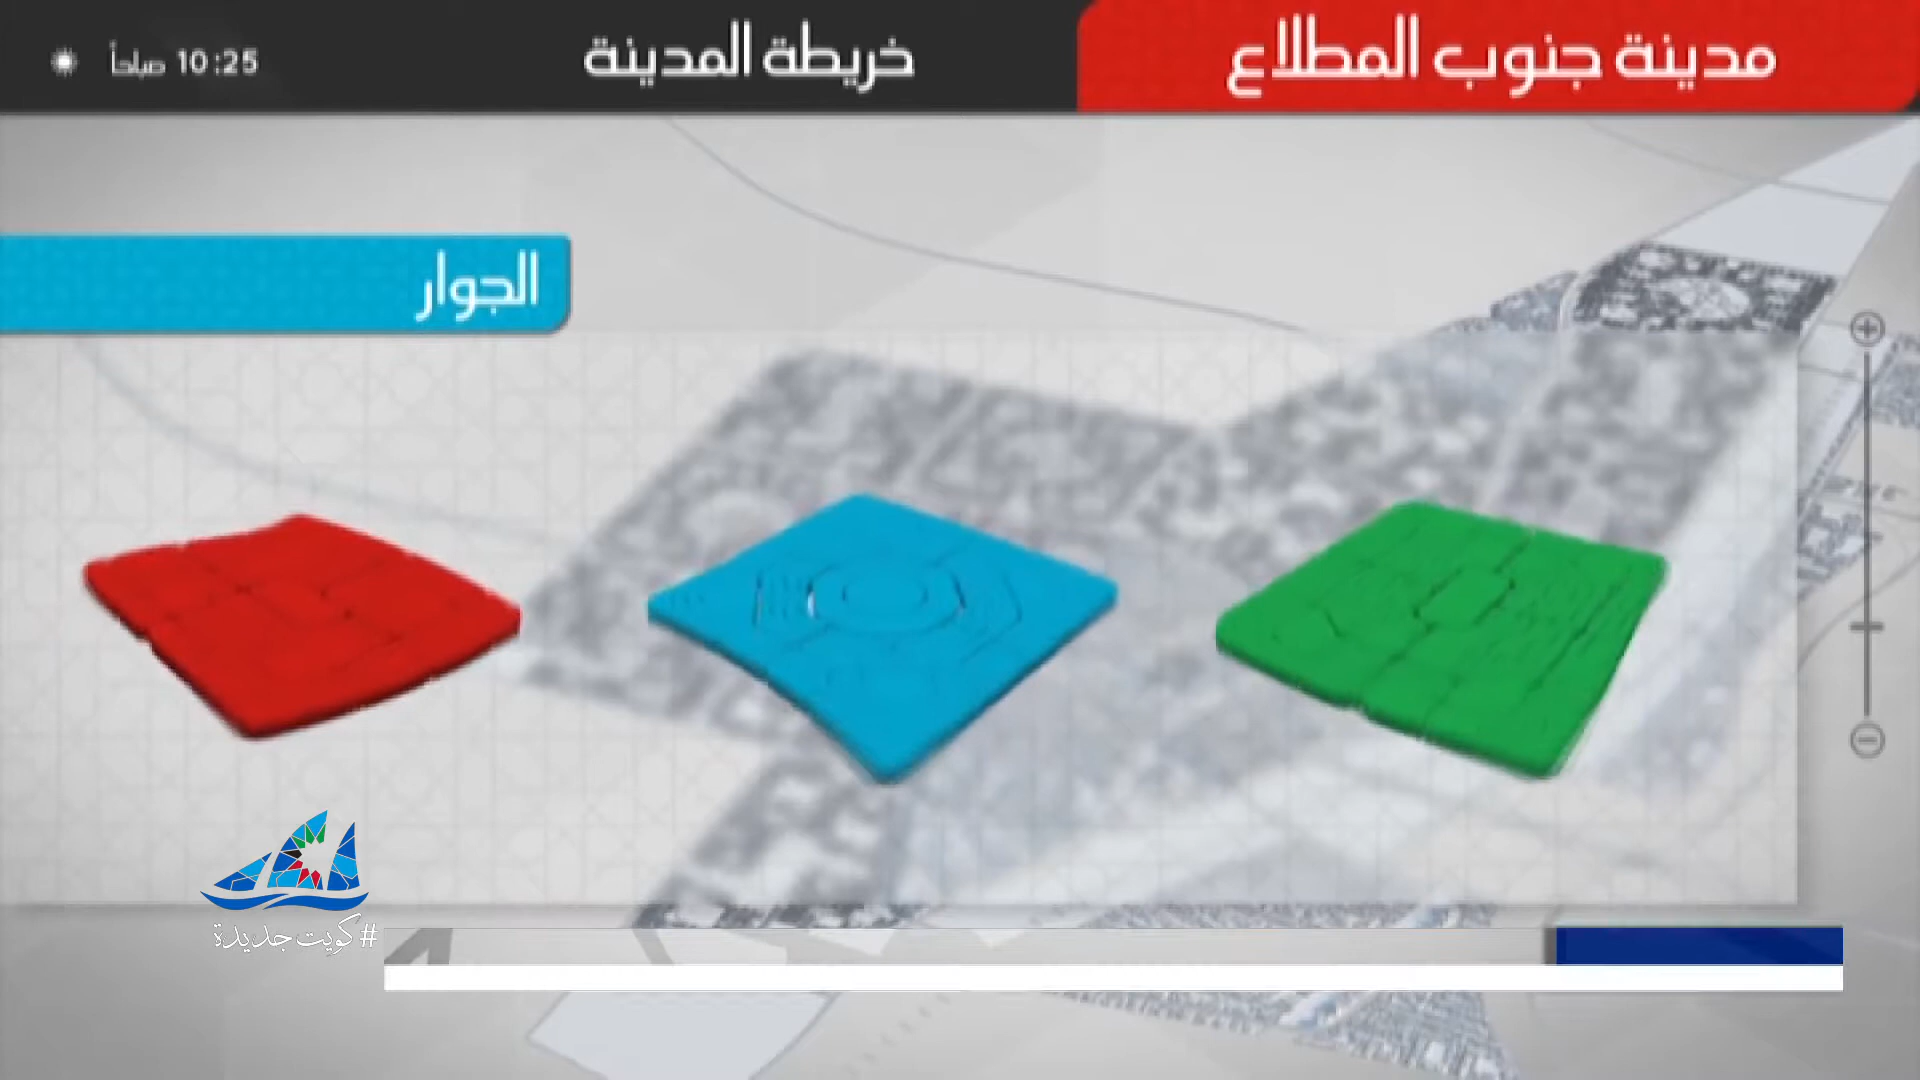 مدينة جنوب المطلاع
خريطة المدينة
10:25 صباحاً
الجوار
#كويت جديدة